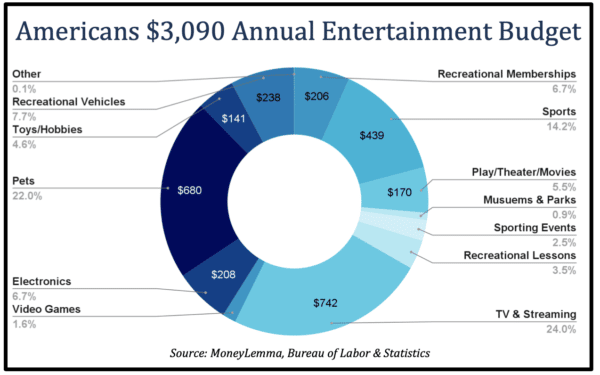 Americans $3,090 Annual Entertainment Budget
Other
0.1%
Recreational Vehicles
7.7%
Toys/Hobbies
4.6%
Pets
22.0%
Electronics
6.7%
Video Games
1.6%
$238
$206
$141
$439
$680
$170
$208
$742
Recreational Memberships
6.7%
Sports
14.2%
Play/Theater/Movies
5.5%
Musuems & Parks
0.9%
Sporting Events
2.5%
Recreational Lessons
3.5%
TV & Streaming
24.0%
Source: MoneyLemma, Bureau of Labor & Statistics